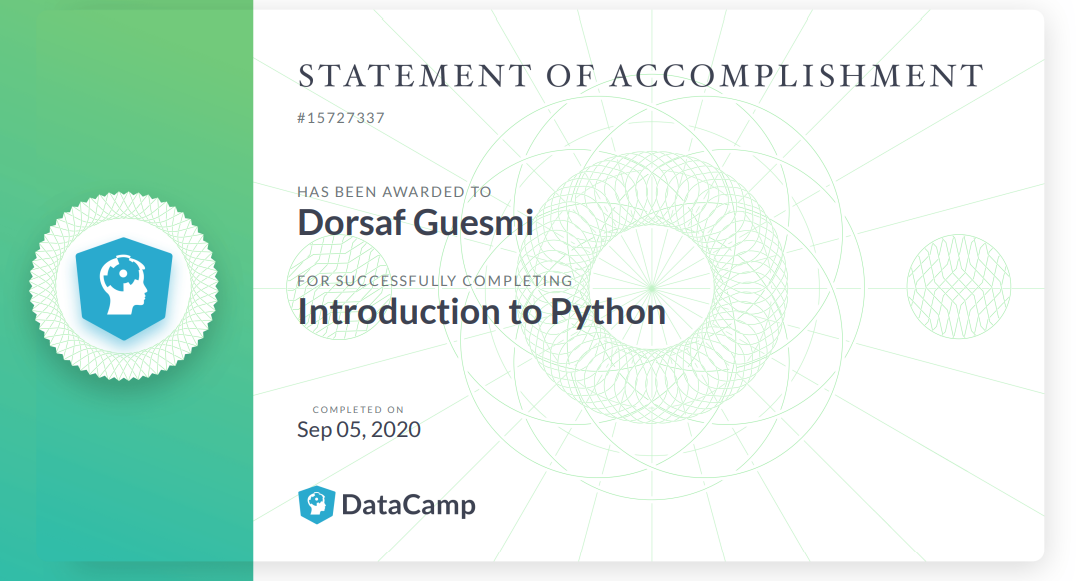 STATEMENT OF ACCOMPLISHMENT
#15727337
HAS BEEN AWARDED TO
Dorsaf Guesmi
FOR SUCCESSFULLY COMPLETING
Introduction to Python
COMPLETED ON
Sep 05, 2020
DataCamp